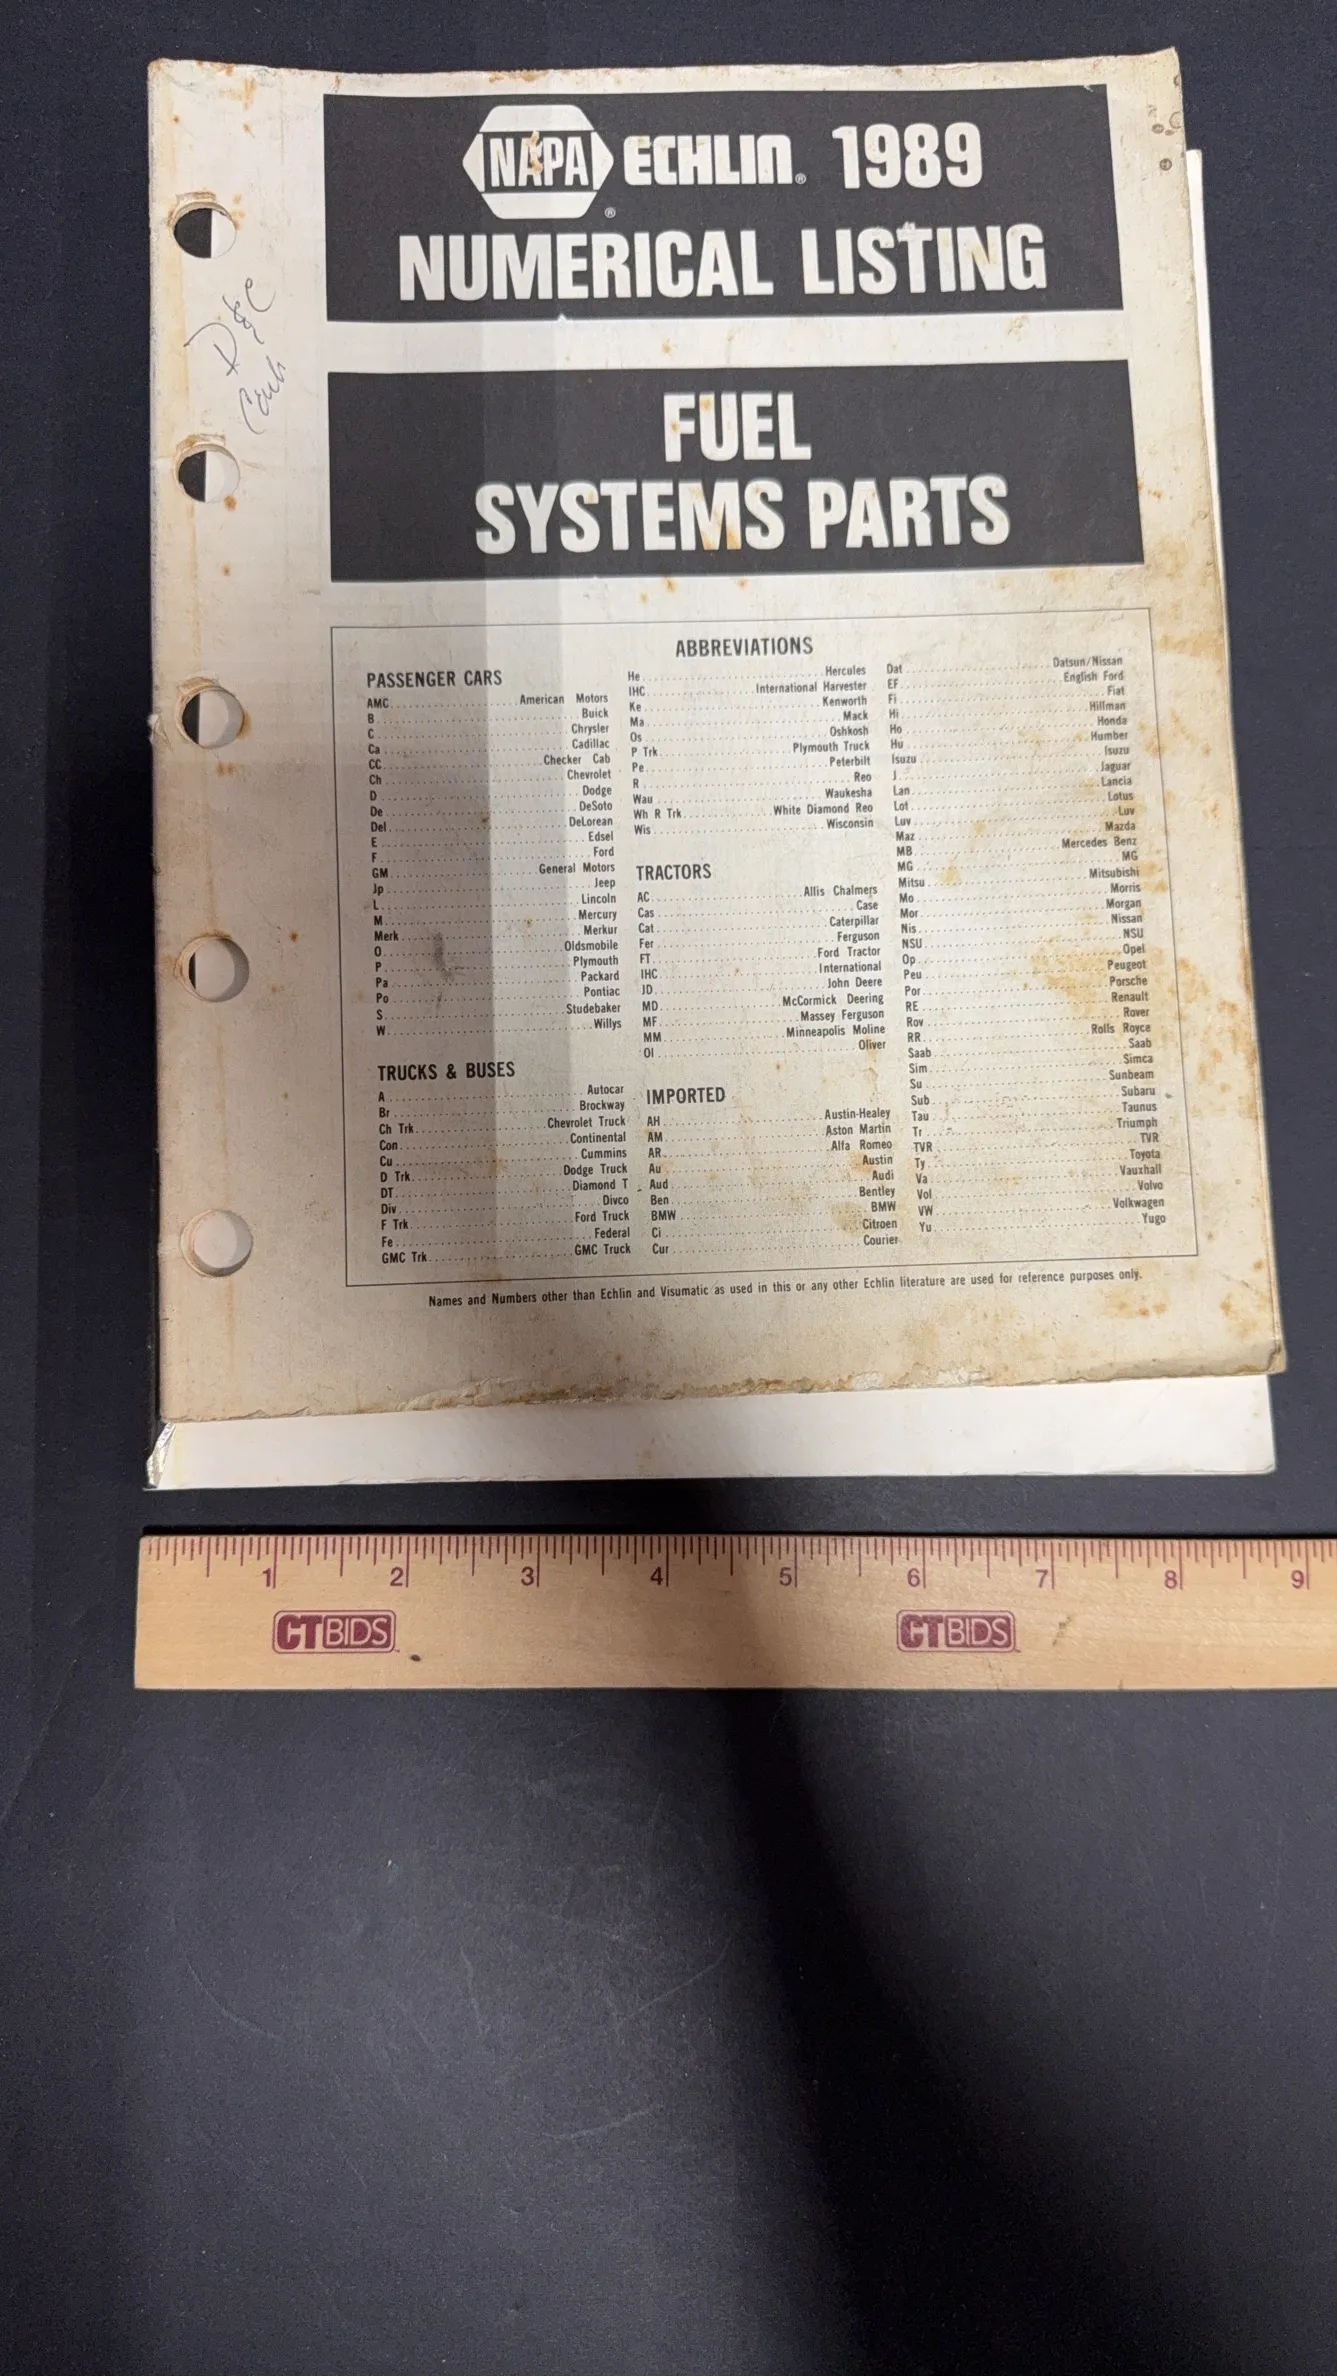 NAPA ® ECHLIN® 1989
NUMERICAL LISTING
FUEL
SYSTEMS PARTS
ABBREVIATIONS
PASSENGER CARS
AMC American Motors
B Buick
C Chrysler
Ca Cadillac
CC Checker Cab
Ch Chevrolet
D Dodge
De DeSoto
Del DeLorean
E Edsel
F Ford
GM General Motors
Jp Jeep
L Lincoln
M Mercury
Merk Merkur
O Oldsmobile
P Plymouth
Pa Packard
Po Pontiac
S Studebaker
W Willys
TRUCKS & BUSES
A Autocar
Br Brockway
Ch Trk Chevrolet Truck
Con Continental
Cu Cummins
D Trk Dodge Truck
DT Diamond T
Div Divco
F Trk Ford Truck
Fe Federal
GMC Trk GMC Truck
He Hercules
IHC International Harvester
Ke Kenworth
Ma Mack
Os Oshkosh
P Trk Plymouth Truck
Pe Peterbilt
R Reo
Wau Waukesha
Wh R Trk White Diamond Reo
Wis Wisconsin
TRACTORS
AC Allis Chalmers
Cas Case
Cat Caterpillar
Fer Ferguson
FT Ford Tractor
IHC International
JD John Deere
MD McCormick Deering
MF Massey Ferguson
MM Minneapolis Moline
Ol Oliver
IMPORTED
AH Austin-Healey
AM Aston Martin
AR Alfa Romeo
Au Austin
Aud Audi
Ben Bentley
BMW BMW
Ci Citroen
Cur Courier
Dat Datsun/Nissan
EF English Ford
Fi Fiat
Hi Hillman
Ho Honda
Hu Humber
Isuzu Isuzu
J Jaguar
Lan Lancia
Lot Lotus
Luv Luv
Maz Mazda
MB Mercedes Benz
MG MG
Mitsu Mitsubishi
Mo Morris
Mor Morgan
Nis Nissan
NSU NSU
Op Opel
Peu Peugeot
Por Porsche
RE Renault
Rov Rover
RR Rolls Royce
Saab Saab
Sim Simca
Su Sunbeam
Sub Subaru
Tau Taunus
Tr Triumph
TVR TVR
Ty Toyota
Va Vauxhall
Vol Volvo
VW Volkwagen
Yu Yugo
Names and Numbers other than Echlin and Visumatic as used in this or any other Echlin literature are used for reference purposes only.
1 2 3 4 5 6 7 8 9
CTBIDS CTBIDS